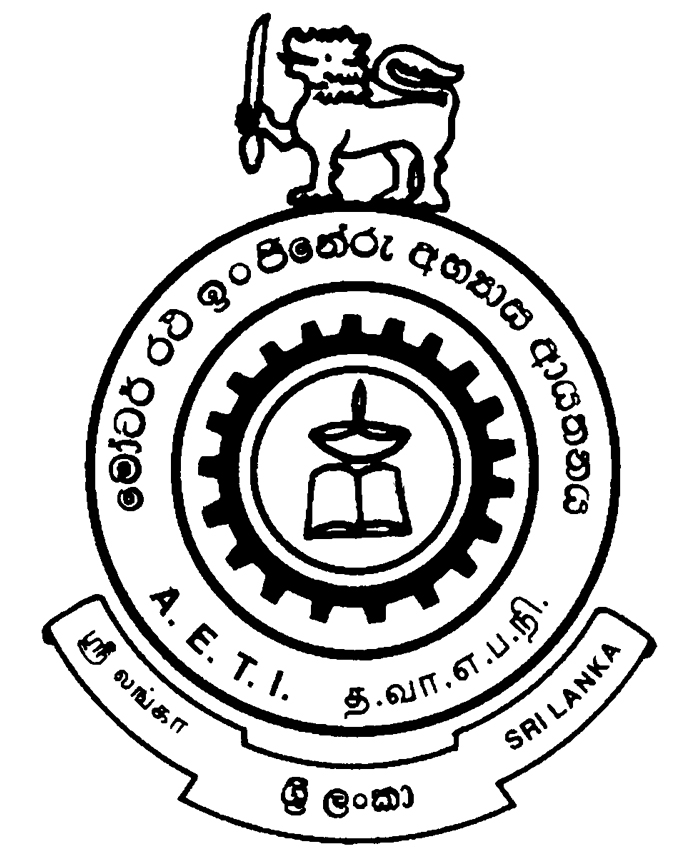 මෝටර් රථ ඉංජිනේරු අභ්‍යාස ආයතනය
A. E. T. I.
த.வா.எ.ப.நி.
ஸ்ரீ லங்கா
ශ්‍රී ලංකා
SRI LANKA